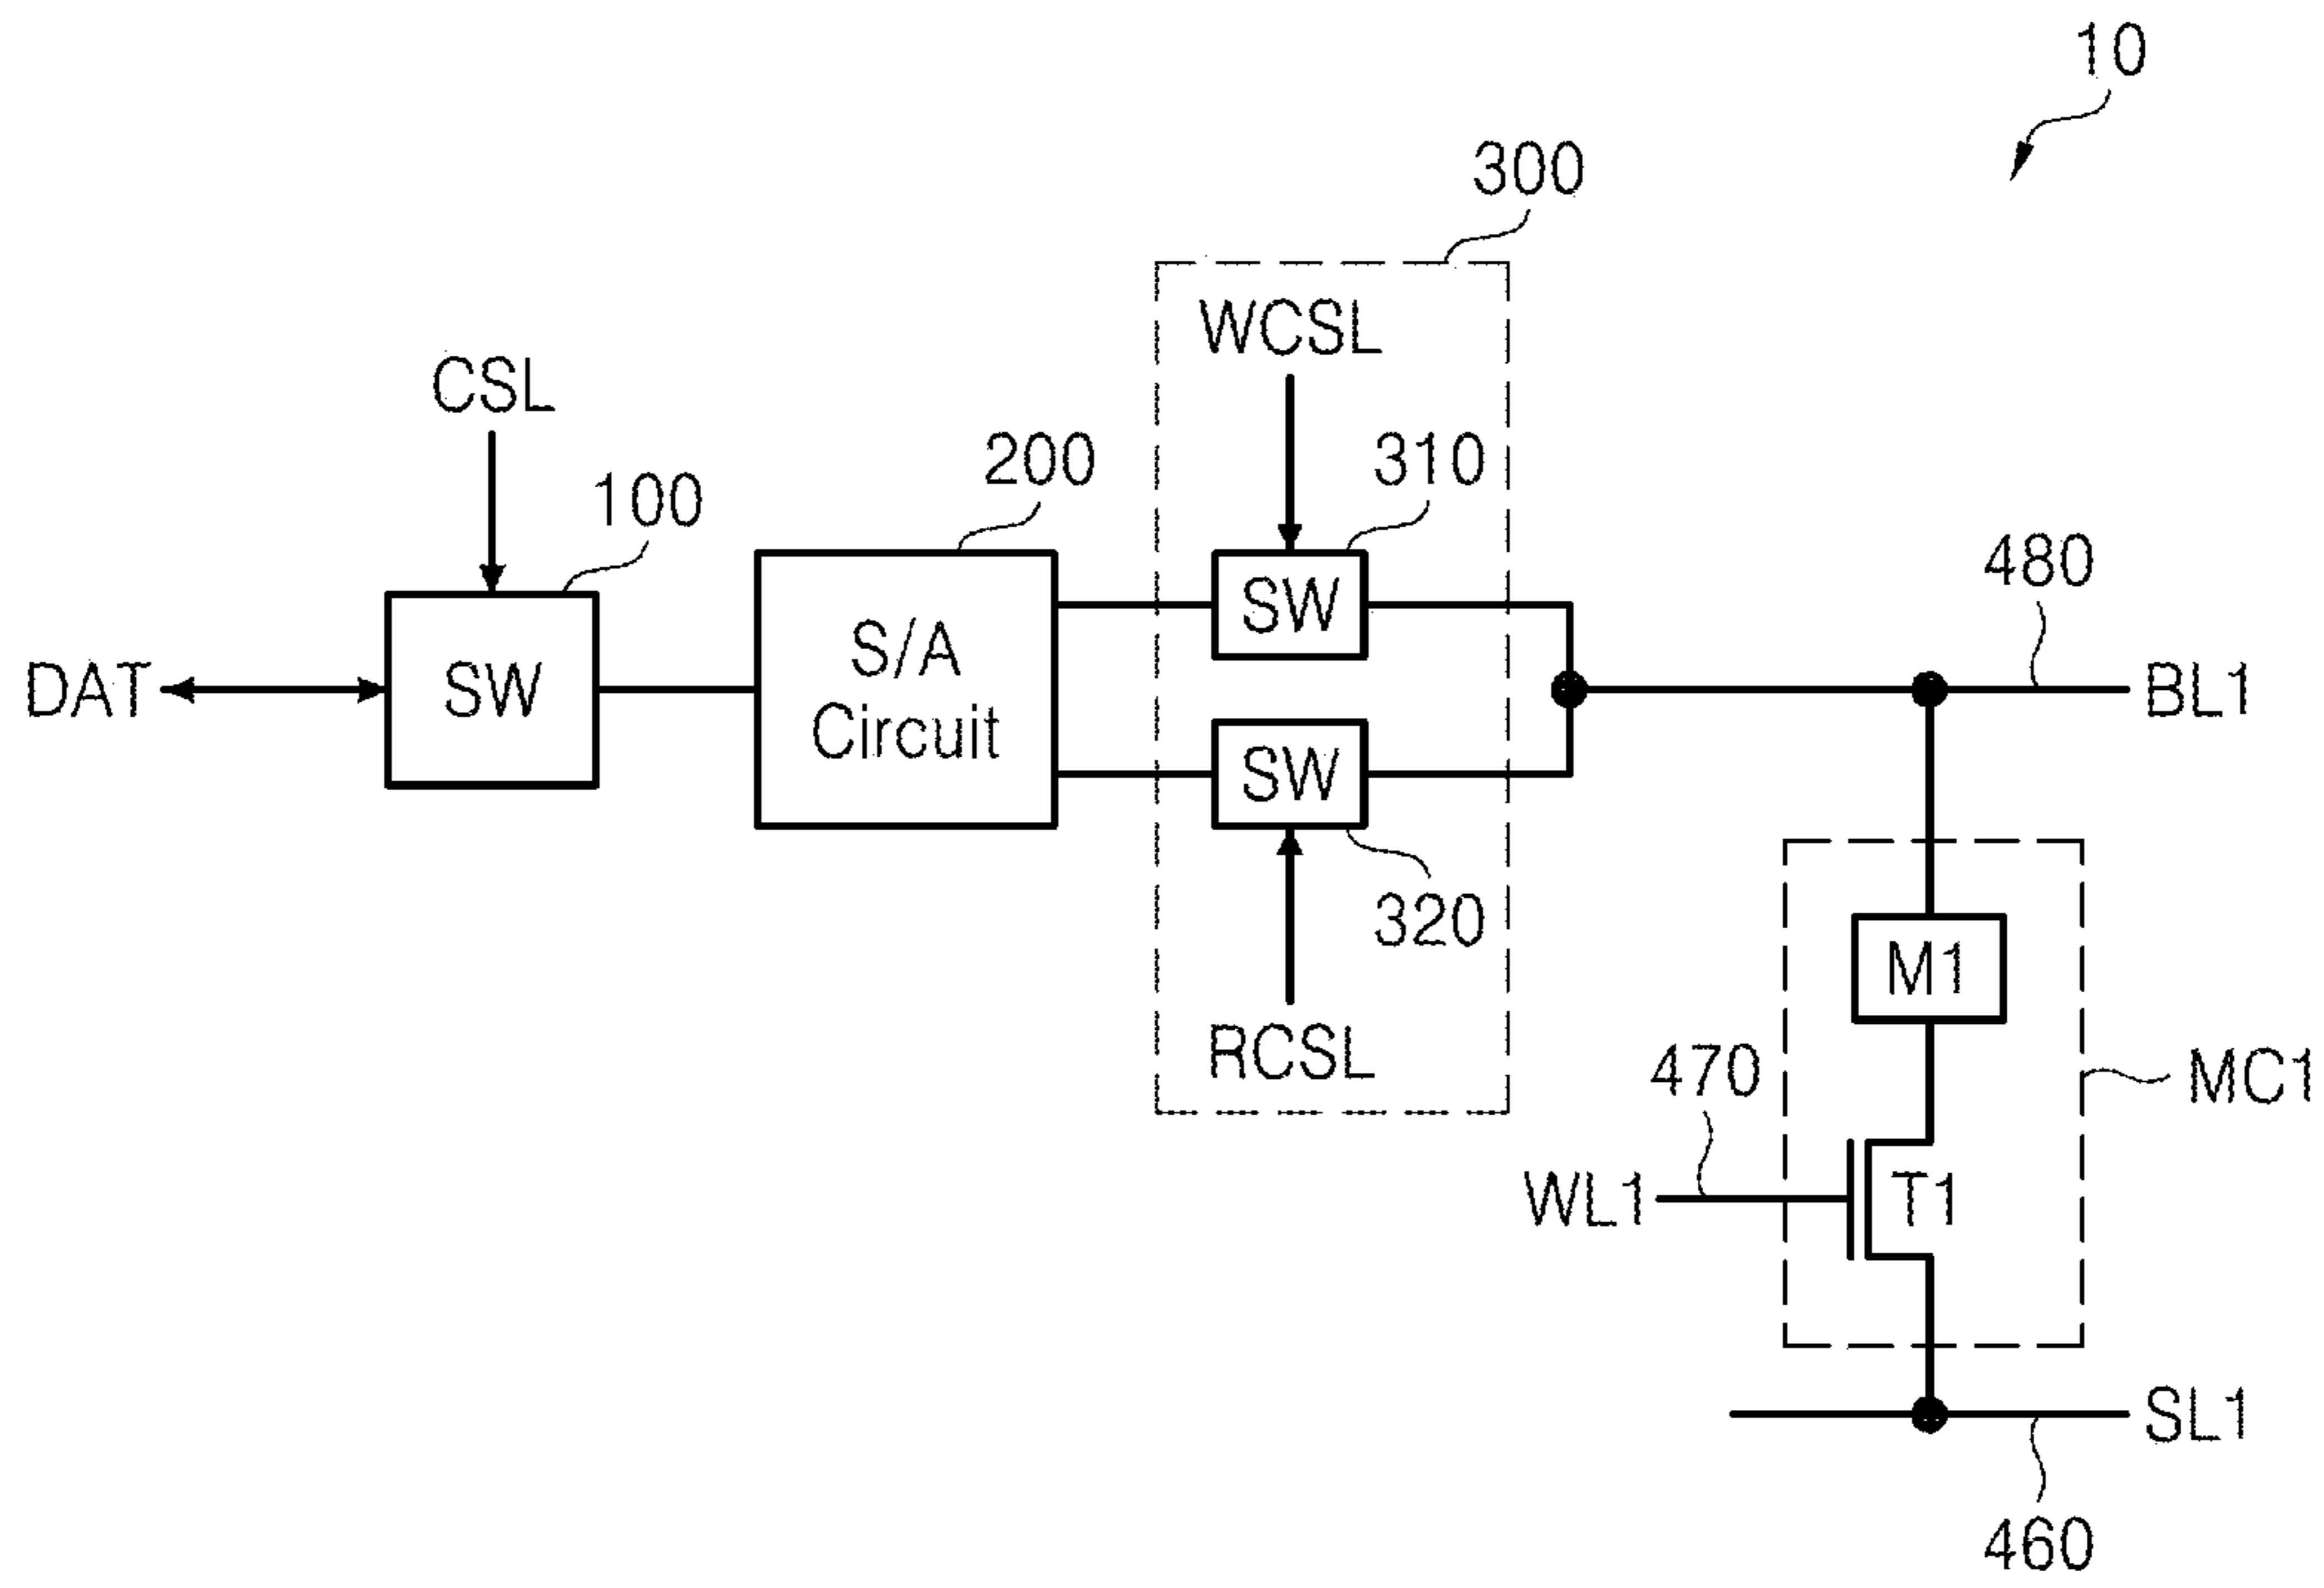 10
300
WCSL
CSL
200
310
100
480
SW
S/A
Circuit
DAT
SW
BL1
SW
320
M1
RCSL
470
MC1
WL1
T1
SL1
460